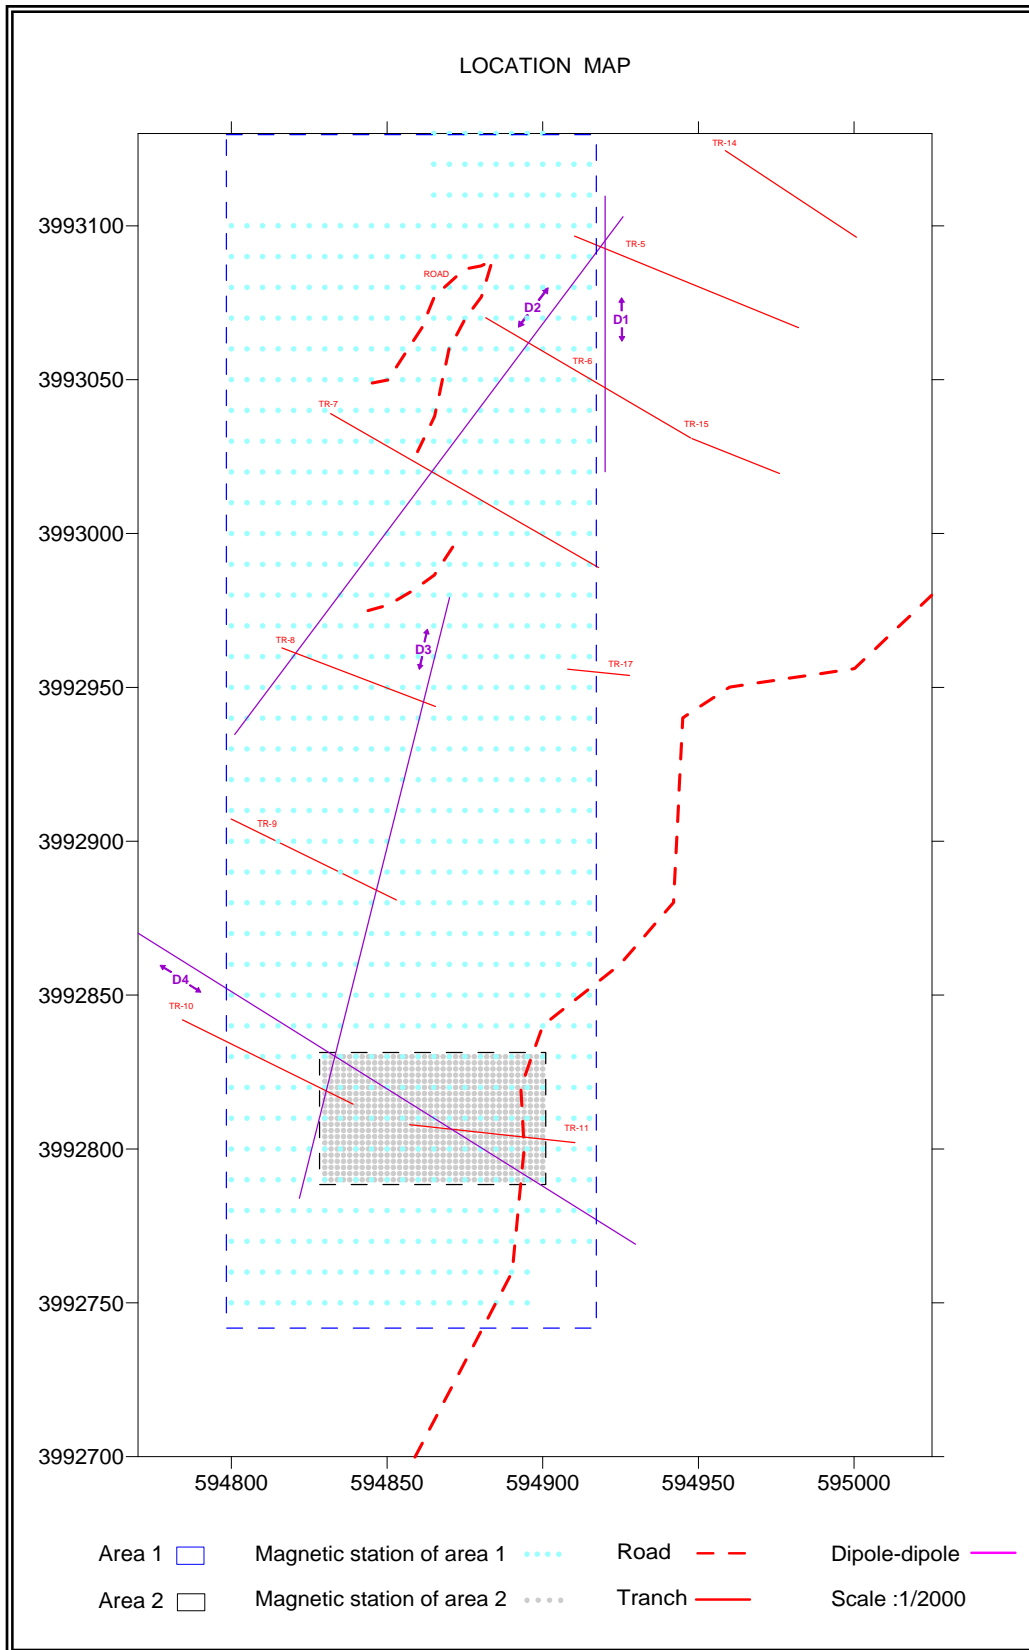 LOCATION MAP
TR-14
3993100
TR-5
ROAD
D2
D1
TR-6
3993050
TR-7
TR-15
3993000
TR-8
D3
TR-17
3992950
TR-9
3992900
D4
3992850
TR-10
TR-11
3992800
3992750
3992700
594800 594850 594900 594950 595000
Area 1 Magnetic station of area 1 Road Dipole-dipole
Area 2 Magnetic station of area 2 Tranch Scale :1/2000